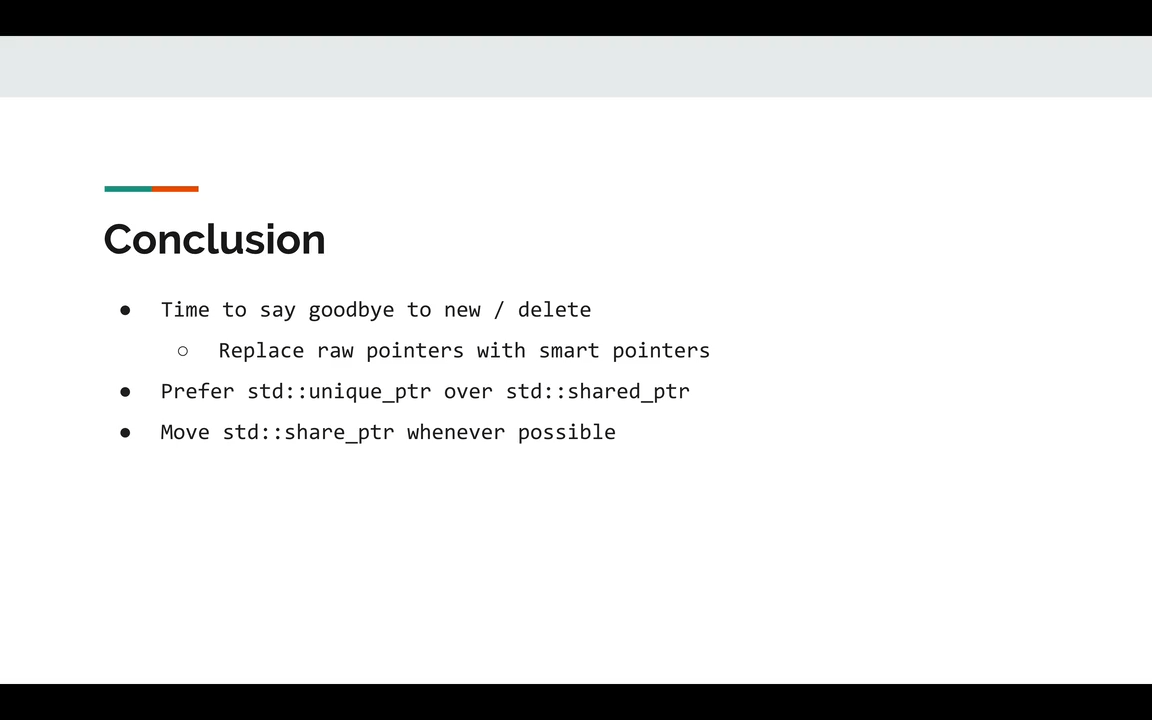 Conclusion
● Time to say goodbye to new / delete
○ Replace raw pointers with smart pointers
● Prefer std::unique_ptr over std::shared_ptr
● Move std::share_ptr whenever possible